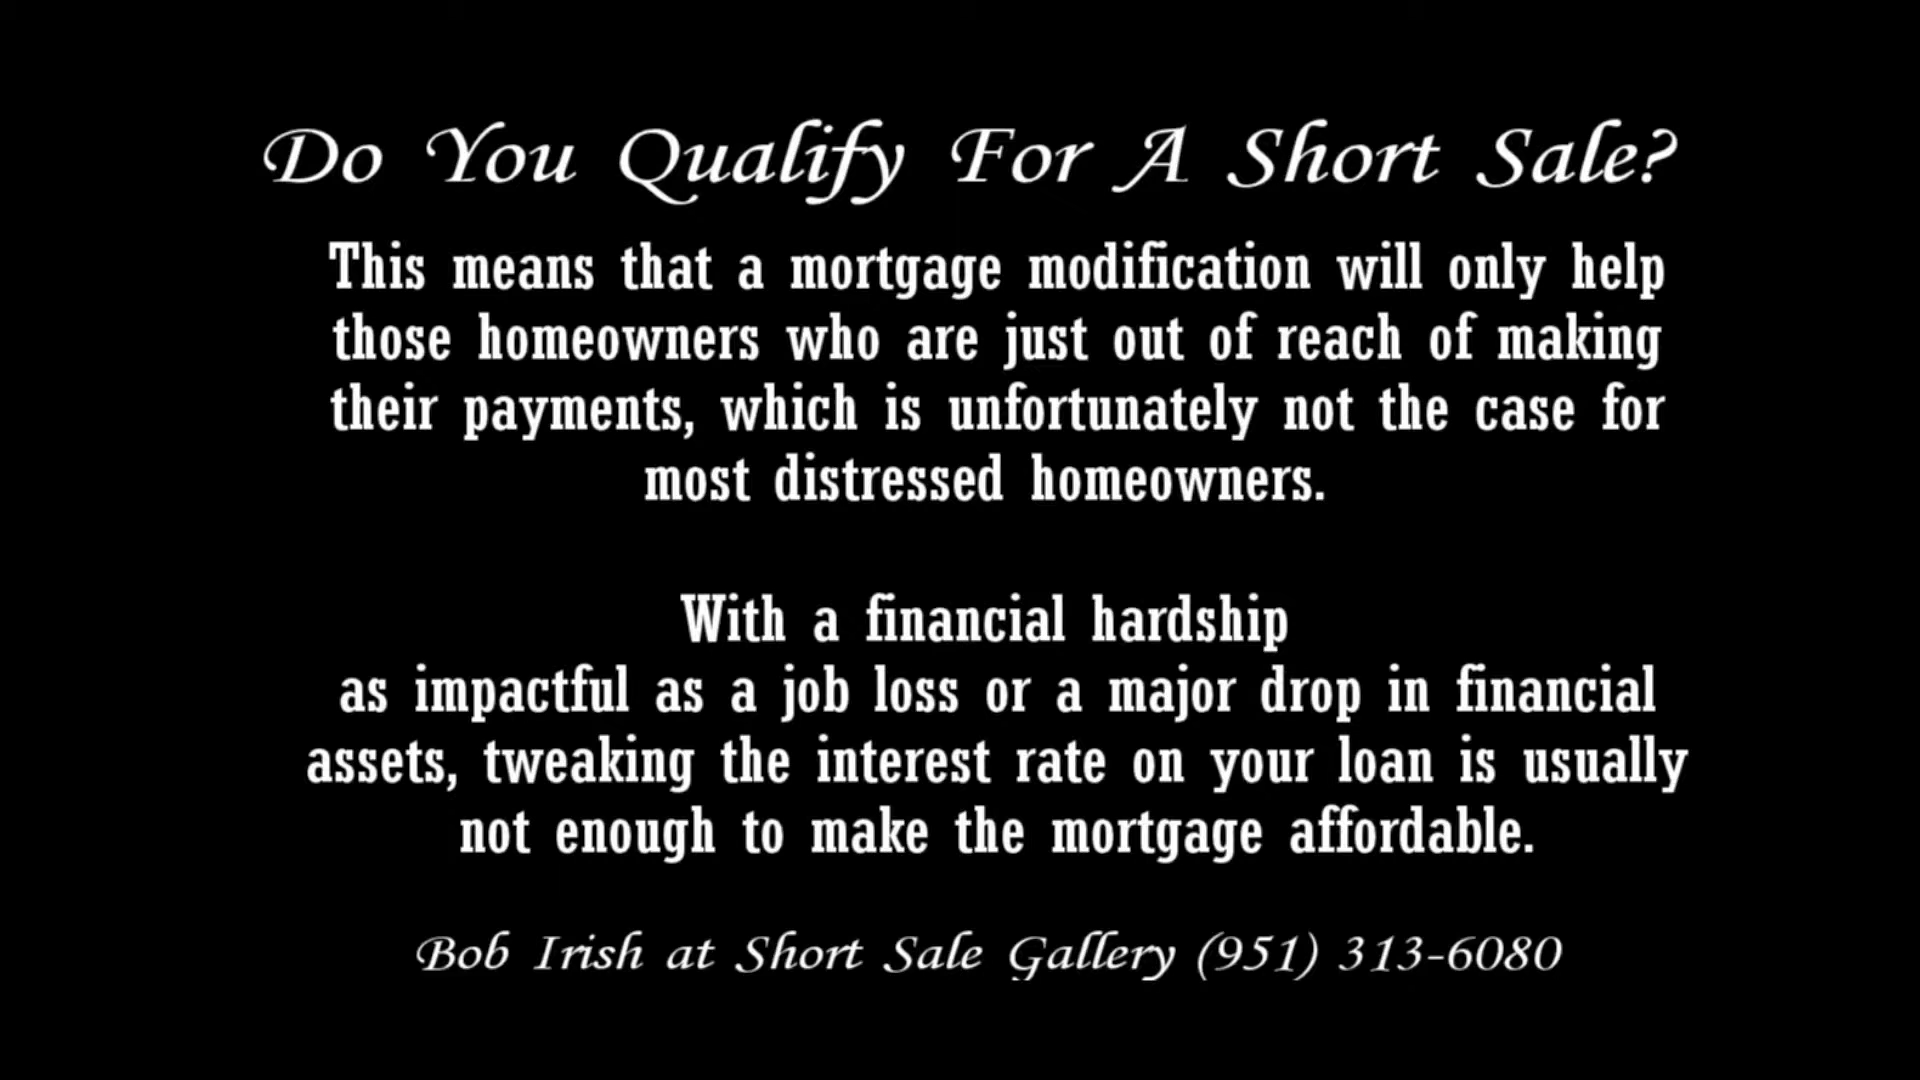 Do You Qualify For A Short Sale?
This means that a mortgage modification will only help
those homeowners who are just out of reach of making
their payments, which is unfortunately not the case for
most distressed homeowners.
With a financial hardship
as impactful as a job loss or a major drop in financial
assets, tweaking the interest rate on your loan is usually
not enough to make the mortgage affordable.
Bob Irish at Short Sale Gallery (951) 313-6080